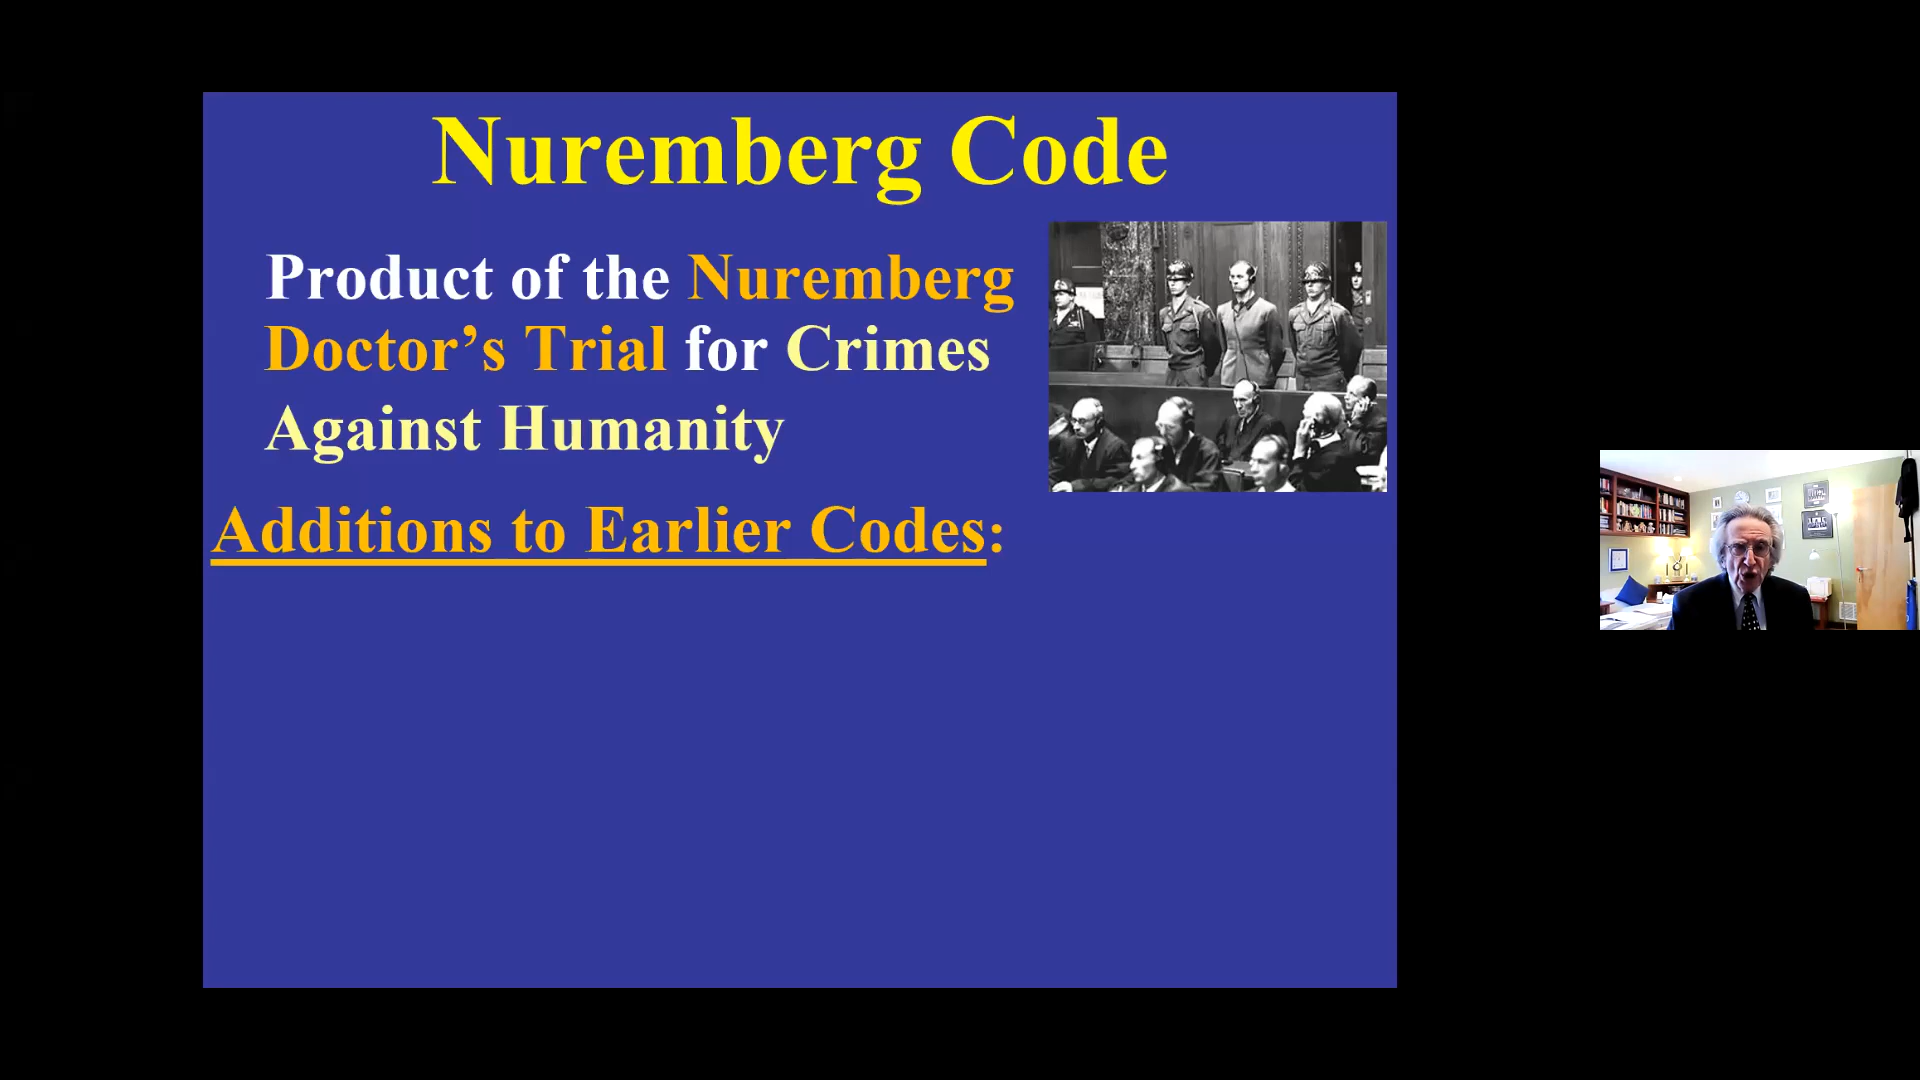 Nuremberg Code
Product of the Nuremberg
Doctor’s Trial for Crimes
Against Humanity
Additions to Earlier Codes: